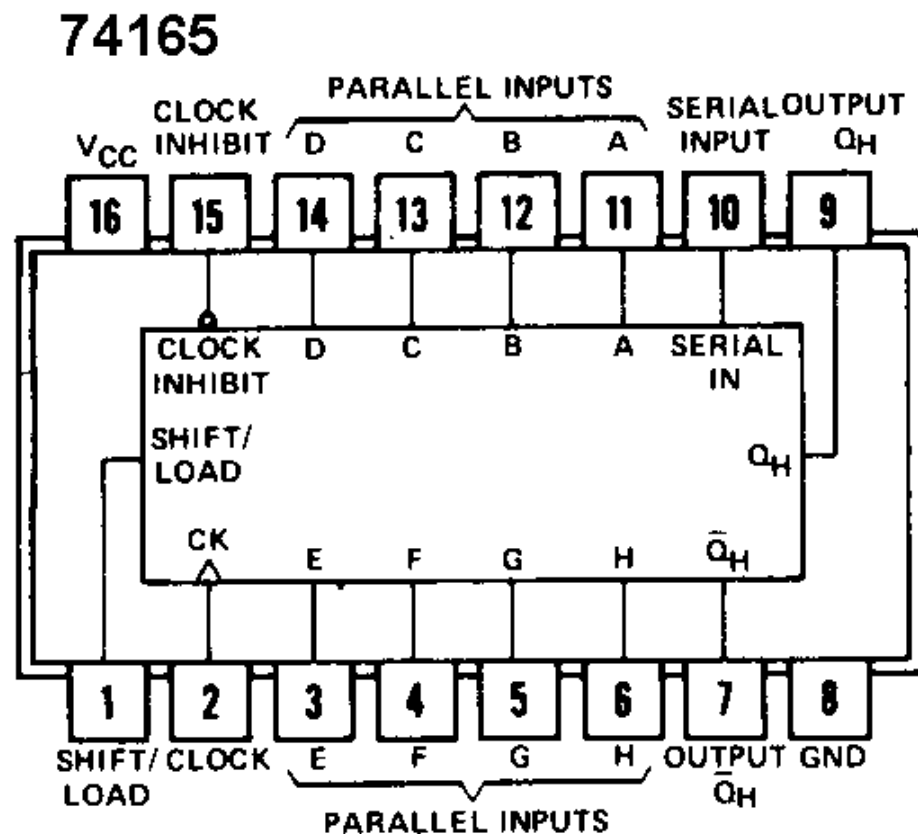 74165
PARALLEL INPUTS
CLOCK INHIBIT
VCC
D C B A
SERIAL INPUT
OUTPUT QH
16 15 14 13 12 11 10 9
CLOCK INHIBIT
D C B A
SERIAL IN
SHIFT/
LOAD
QH
CK
E F G H Q̅H
1 2 3 4 5 6 7 8
SHIFT/
LOAD
CLOCK
E F G H
OUTPUT Q̅H
GND
PARALLEL INPUTS